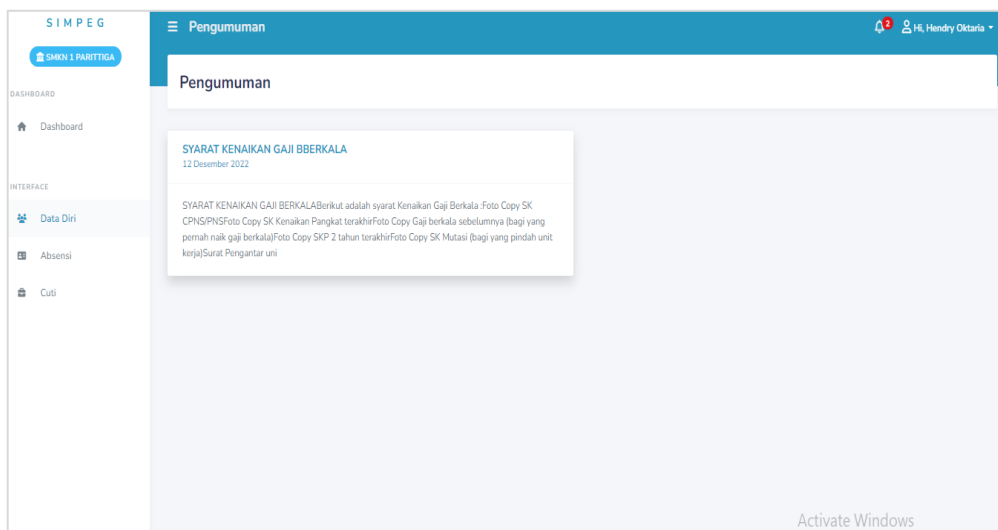 SIMPEG
SMKN 1 PARITTIGA
DASHBOARD
Dashboard
INTERFACE
Data Diri
Absensi
Cuti
Pengumuman
2
Hi, Hendry Oktaria
Pengumuman
SYARAT KENAIKAN GAJI BBERKALA
12 Desember 2022
SYARAT KENAIKAN GAJI BERKALABerikut adalah syarat Kenaikan Gaji Berkala :Foto Copy SK
CPNS/PNSFoto Copy SK Kenaikan Pangkat terakhirFoto Copy Gaji berkala sebelumnya (bagi yang
pernah naik gaji berkala)Foto Copy SKP 2 tahun terakhirFoto Copy SK Mutasi (bagi yang pindah unit
kerja)Surat Pengantar uni
Activate Windows